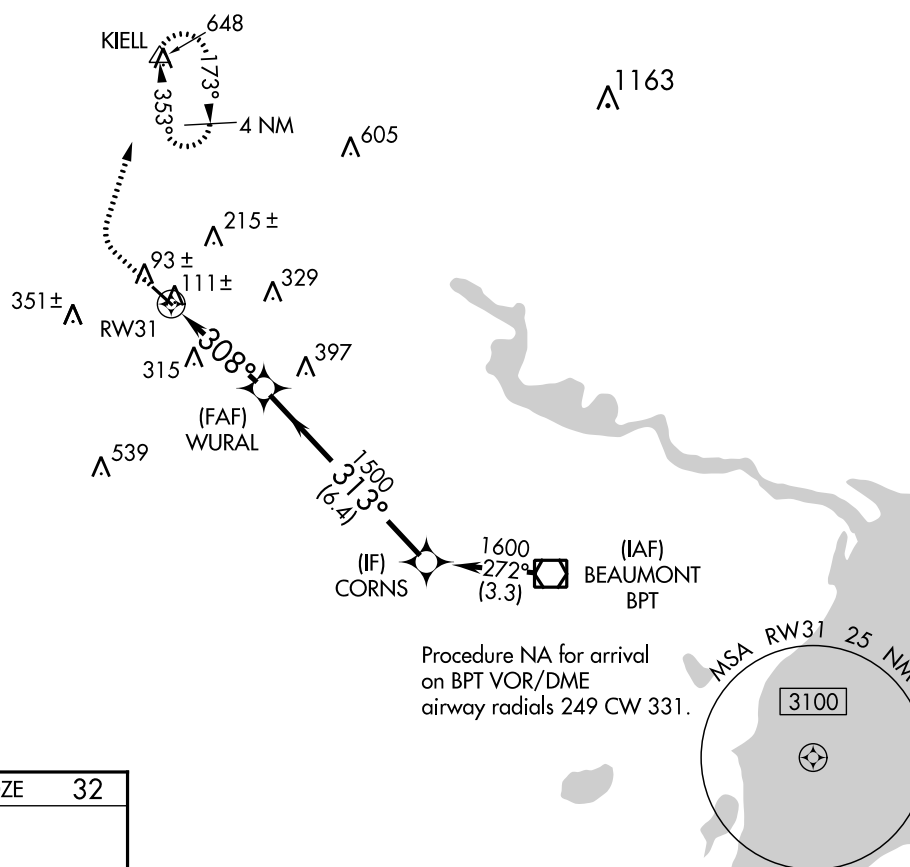 KIELL
648
173°
353°
4 NM
1163
605
215 ±
93 ±
111 ±
329
351 ±
RW31
315
308°
397
(FAF)
WURAL
539
1500
313°
(6.4)
(IF)
CORNS
1600
272°
(3.3)
(IAF)
BEAUMONT
BPT
Procedure NA for arrival
on BPT VOR/DME
airway radials 249 CW 331.
MSA RW31 25 NM
3100
ZE 32